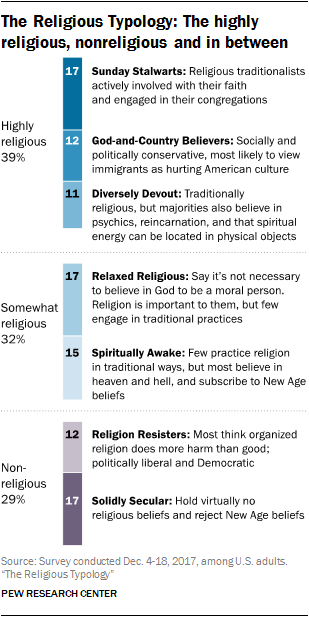 The Religious Typology: The highly
religious, nonreligious and in between
Highly
religious
39%
17
Sunday Stalwarts: Religious traditionalists
actively involved with their faith
and engaged in their congregations
12
God-and-Country Believers: Socially and
politically conservative, most likely to view
immigrants as hurting American culture
11
Diversely Devout: Traditionally
religious, but majorities also believe in
psychics, reincarnation, and that spiritual
energy can be located in physical objects
Somewhat
religious
32%
17
Relaxed Religious: Say it's not necessary
to believe in God to be a moral person.
Religion is important to them, but few
engage in traditional practices
15
Spiritually Awake: Few practice religion
in traditional ways, but most believe in
heaven and hell, and subscribe to New Age
beliefs
Non-
religious
29%
12
Religion Resisters: Most think organized
religion does more harm than good;
politically liberal and Democratic
17
Solidly Secular: Hold virtually no
religious beliefs and reject New Age beliefs
Source: Survey conducted Dec. 4-18, 2017, among U.S. adults.
“The Religious Typology”
PEW RESEARCH CENTER